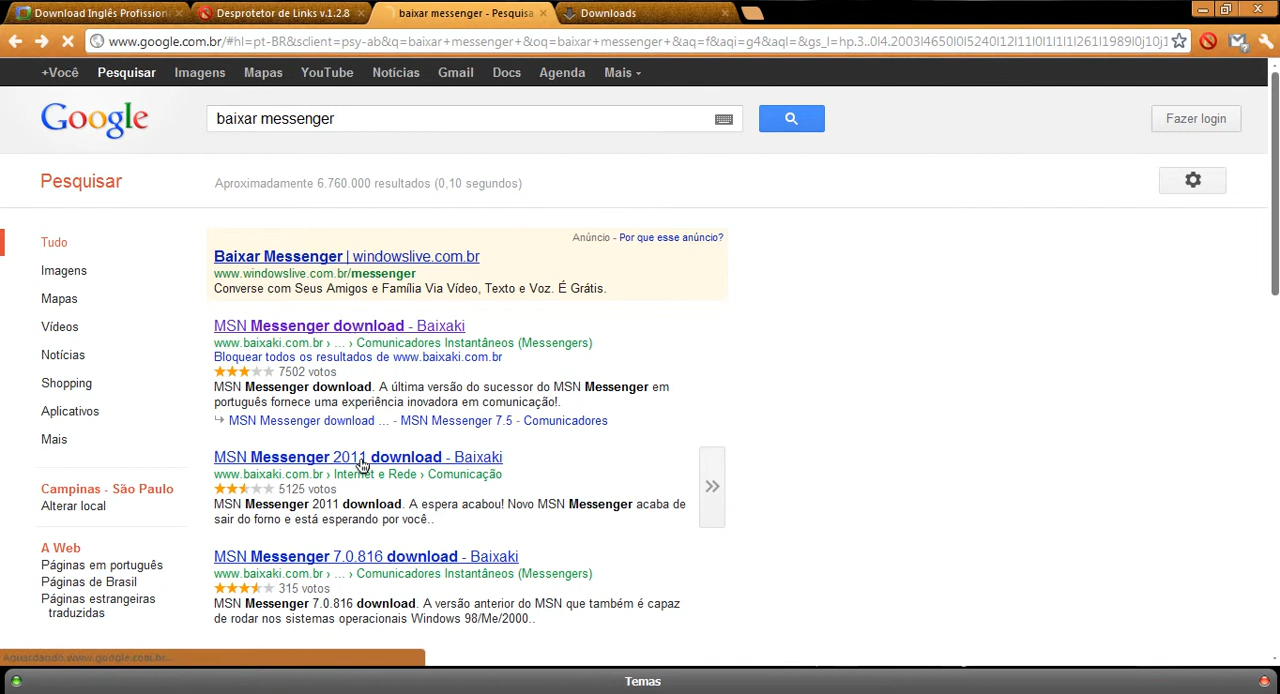 Download Inglês Profission
Desprotetor de Links v.1.2.8
baixar messenger - Pesquisa
Downloads
www.google.com.br/#hl=pt-BR&sclient=psy-ab&q=baixar+messenger+&oq=baixar+messenger+&aq=f&aqi=g4&aql=&gs_l=hp.3..0l4.2003l4650l0l5240l12l11l0l1l1l1l261l1989l0j10j1
+Você Pesquisar Imagens Mapas YouTube Notícias Gmail Docs Agenda Mais
Google
baixar messenger
Fazer login
Pesquisar
Aproximadamente 6.760.000 resultados (0,10 segundos)
Tudo
Imagens
Mapas
Vídeos
Notícias
Shopping
Aplicativos
Mais
Campinas - São Paulo
Alterar local
A Web
Páginas em português
Páginas de Brasil
Páginas estrangeiras
traduzidas
Anúncio - Por que esse anúncio?
Baixar Messenger | windowslive.com.br
www.windowslive.com.br/messenger
Converse com Seus Amigos e Família Via Vídeo, Texto e Voz. É Grátis.
MSN Messenger download - Baixaki
www.baixaki.com.br › ... › Comunicadores Instantâneos (Messengers)
Bloquear todos os resultados de www.baixaki.com.br
7502 votos
MSN Messenger download. A última versão do sucessor do MSN Messenger em
português fornece uma experiência inovadora em comunicação!.
MSN Messenger download ... - MSN Messenger 7.5 - Comunicadores
MSN Messenger 2011 download - Baixaki
www.baixaki.com.br › Internet e Rede › Comunicação
5125 votos
MSN Messenger 2011 download. A espera acabou! Novo MSN Messenger acaba de
sair do forno e está esperando por você..
MSN Messenger 7.0.816 download - Baixaki
www.baixaki.com.br › ... › Comunicadores Instantâneos (Messengers)
315 votos
MSN Messenger 7.0.816 download. A versão anterior do MSN que também é capaz
de rodar nos sistemas operacionais Windows 98/Me/2000..
Aguardando www.google.com.br...
Temas